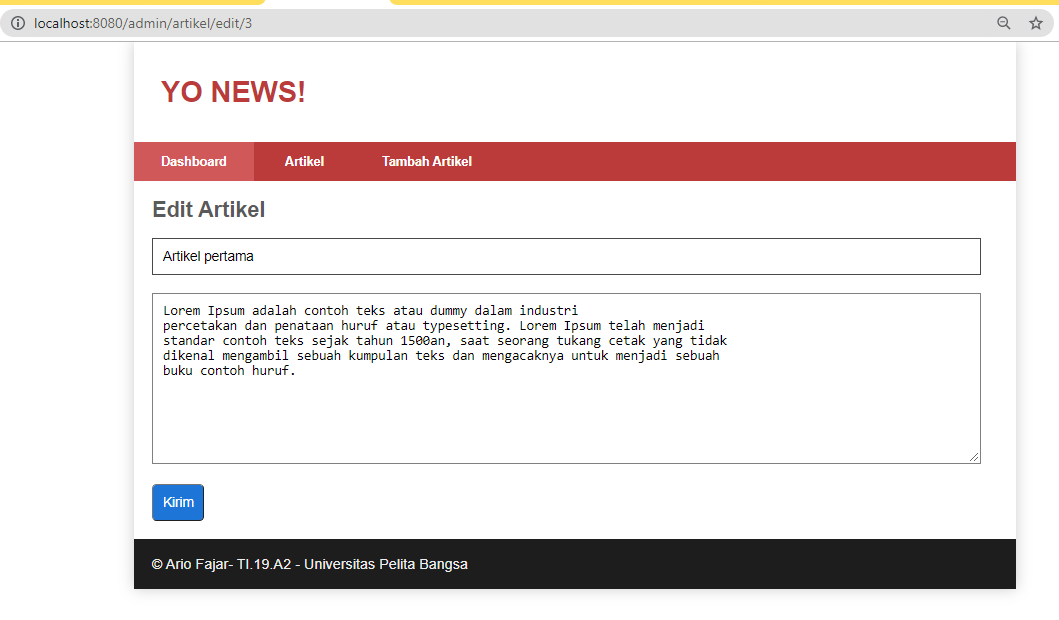 localhost:8080/admin/artikel/edit/3
YO NEWS!
Dashboard Artikel Tambah Artikel
Edit Artikel
Artikel pertama
Lorem Ipsum adalah contoh teks atau dummy dalam industri
percetakan dan penataan huruf atau typesetting. Lorem Ipsum telah menjadi
standar contoh teks sejak tahun 1500an, saat seorang tukang cetak yang tidak
dikenal mengambil sebuah kumpulan teks dan mengacaknya untuk menjadi sebuah
buku contoh huruf.
Kirim
© Ario Fajar- TI.19.A2 - Universitas Pelita Bangsa